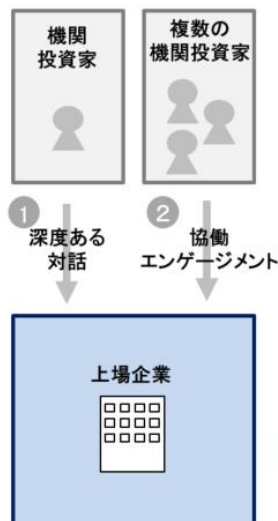 機関
投資家
複数の
機関投資家
1
深度ある
対話
2
協働
エンゲージメント
上場企業